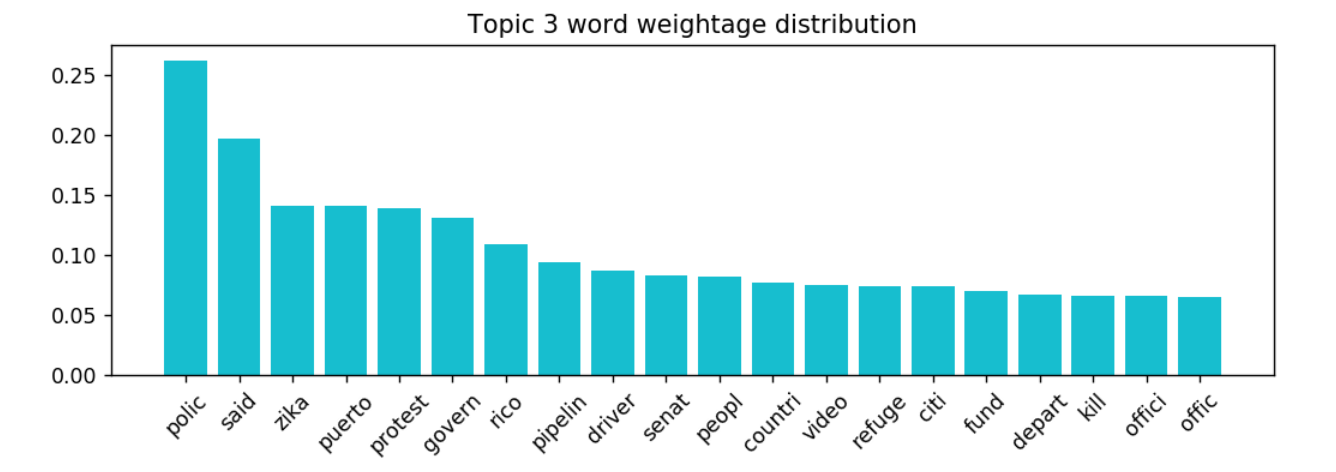 Topic 3 word weightage distribution
0.25
0.20
0.15
0.10
0.05
0.00
polic
said
zika
puerto
protest
govern
rico
pipelin
driver
senat
peopl
countri
video
refuge
citi
fund
depart
kill
offici
offic